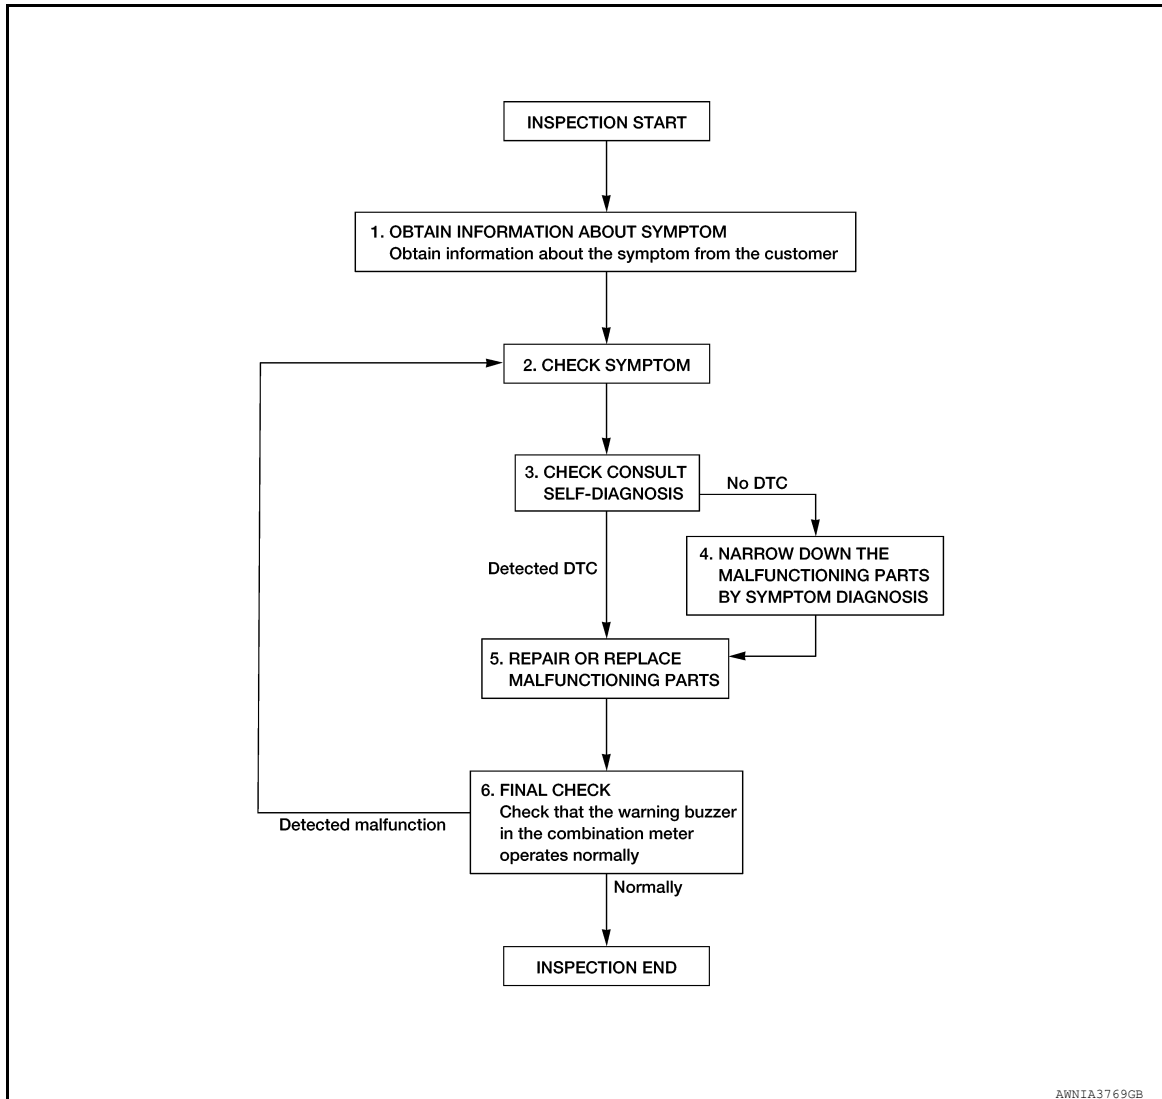 INSPECTION START
1. OBTAIN INFORMATION ABOUT SYMPTOM
Obtain information about the symptom from the customer
2. CHECK SYMPTOM
3. CHECK CONSULT
SELF-DIAGNOSIS
No DTC
Detected DTC
4. NARROW DOWN THE
MALFUNCTIONING PARTS
BY SYMPTOM DIAGNOSIS
5. REPAIR OR REPLACE
MALFUNCTIONING PARTS
6. FINAL CHECK
Check that the warning buzzer
in the combination meter
operates normally
Detected malfunction
Normally
INSPECTION END
AWNIA3769GB